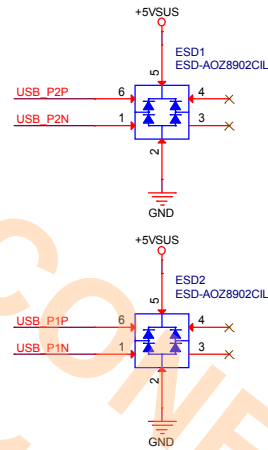 +5VSUS
ESD1
ESD-AOZ8902CIL
5
USB_P2P 6 4
USB_P2N 1 3
2
GND
+5VSUS
ESD2
ESD-AOZ8902CIL
5
USB_P1P 6 4
USB_P1N 1 3
2
GND